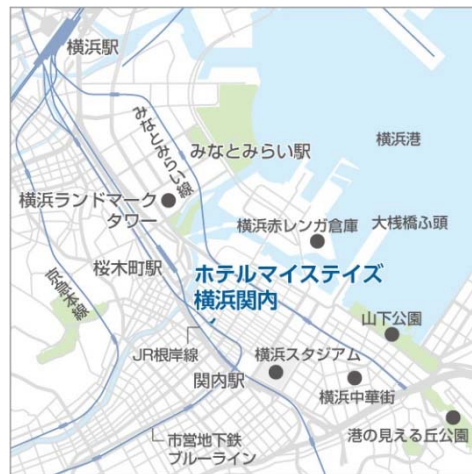 横浜駅
みなとみらい線
みなとみらい駅
横浜港
横浜ランドマーク
タワー
横浜赤レンガ倉庫
大桟橋ふ頭
京急本線
桜木町駅
ホテルマイステイズ
横浜関内
山下公園
JR根岸線
横浜スタジアム
関内駅
横浜中華街
市営地下鉄
ブルーライン
港の見える丘公園